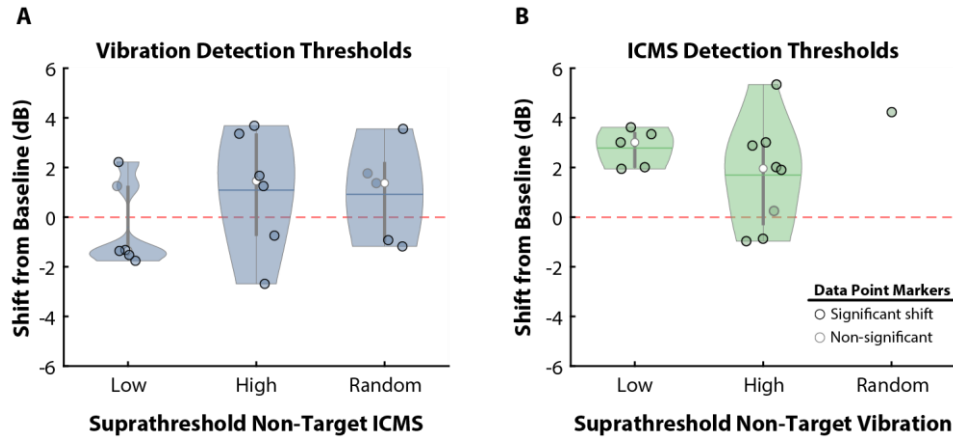 A
Vibration Detection Thresholds
Shift from Baseline (dB)
6
4
2
0
-2
-4
-6
Low
High
Random
Suprathreshold Non-Target ICMS
B
ICMS Detection Thresholds
Shift from Baseline (dB)
6
4
2
0
-2
-4
-6
Data Point Markers
Significant shift
Non-significant
Low
High
Random
Suprathreshold Non-Target Vibration